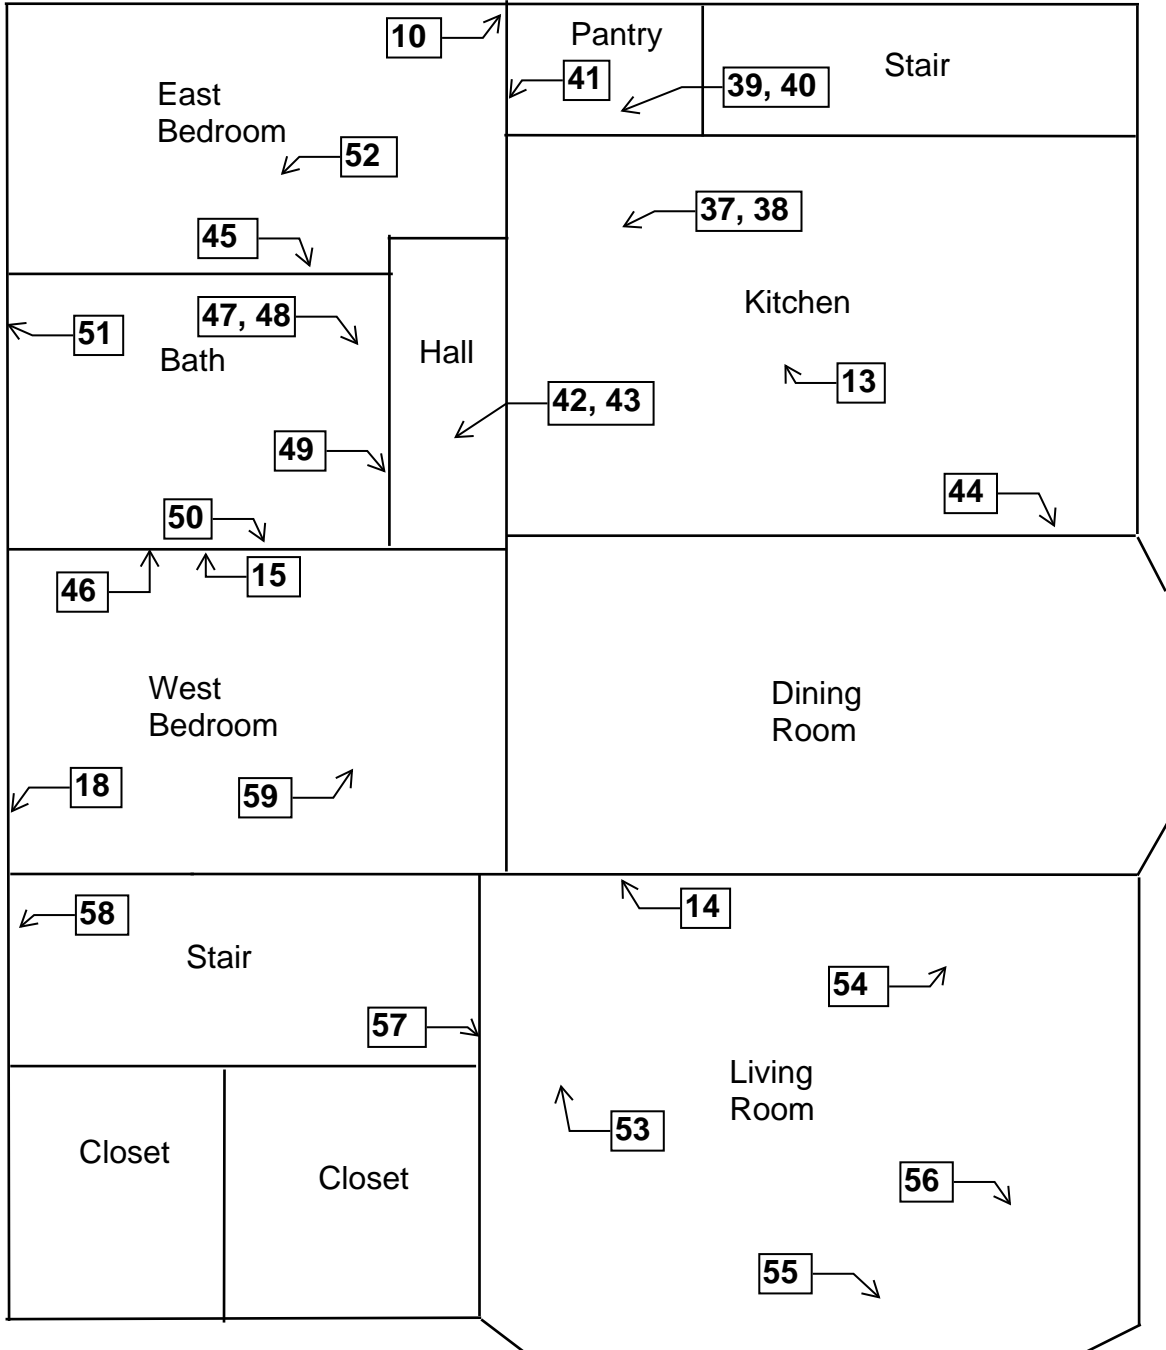 10
Pantry
41
39, 40
Stair
East
Bedroom
52
37, 38
45
Kitchen
47, 48
51
Bath
Hall
13
42, 43
49
44
50
15
46
West
Bedroom
Dining
Room
18
59
58
14
Stair
54
57
Living
Room
53
Closet
Closet
56
55